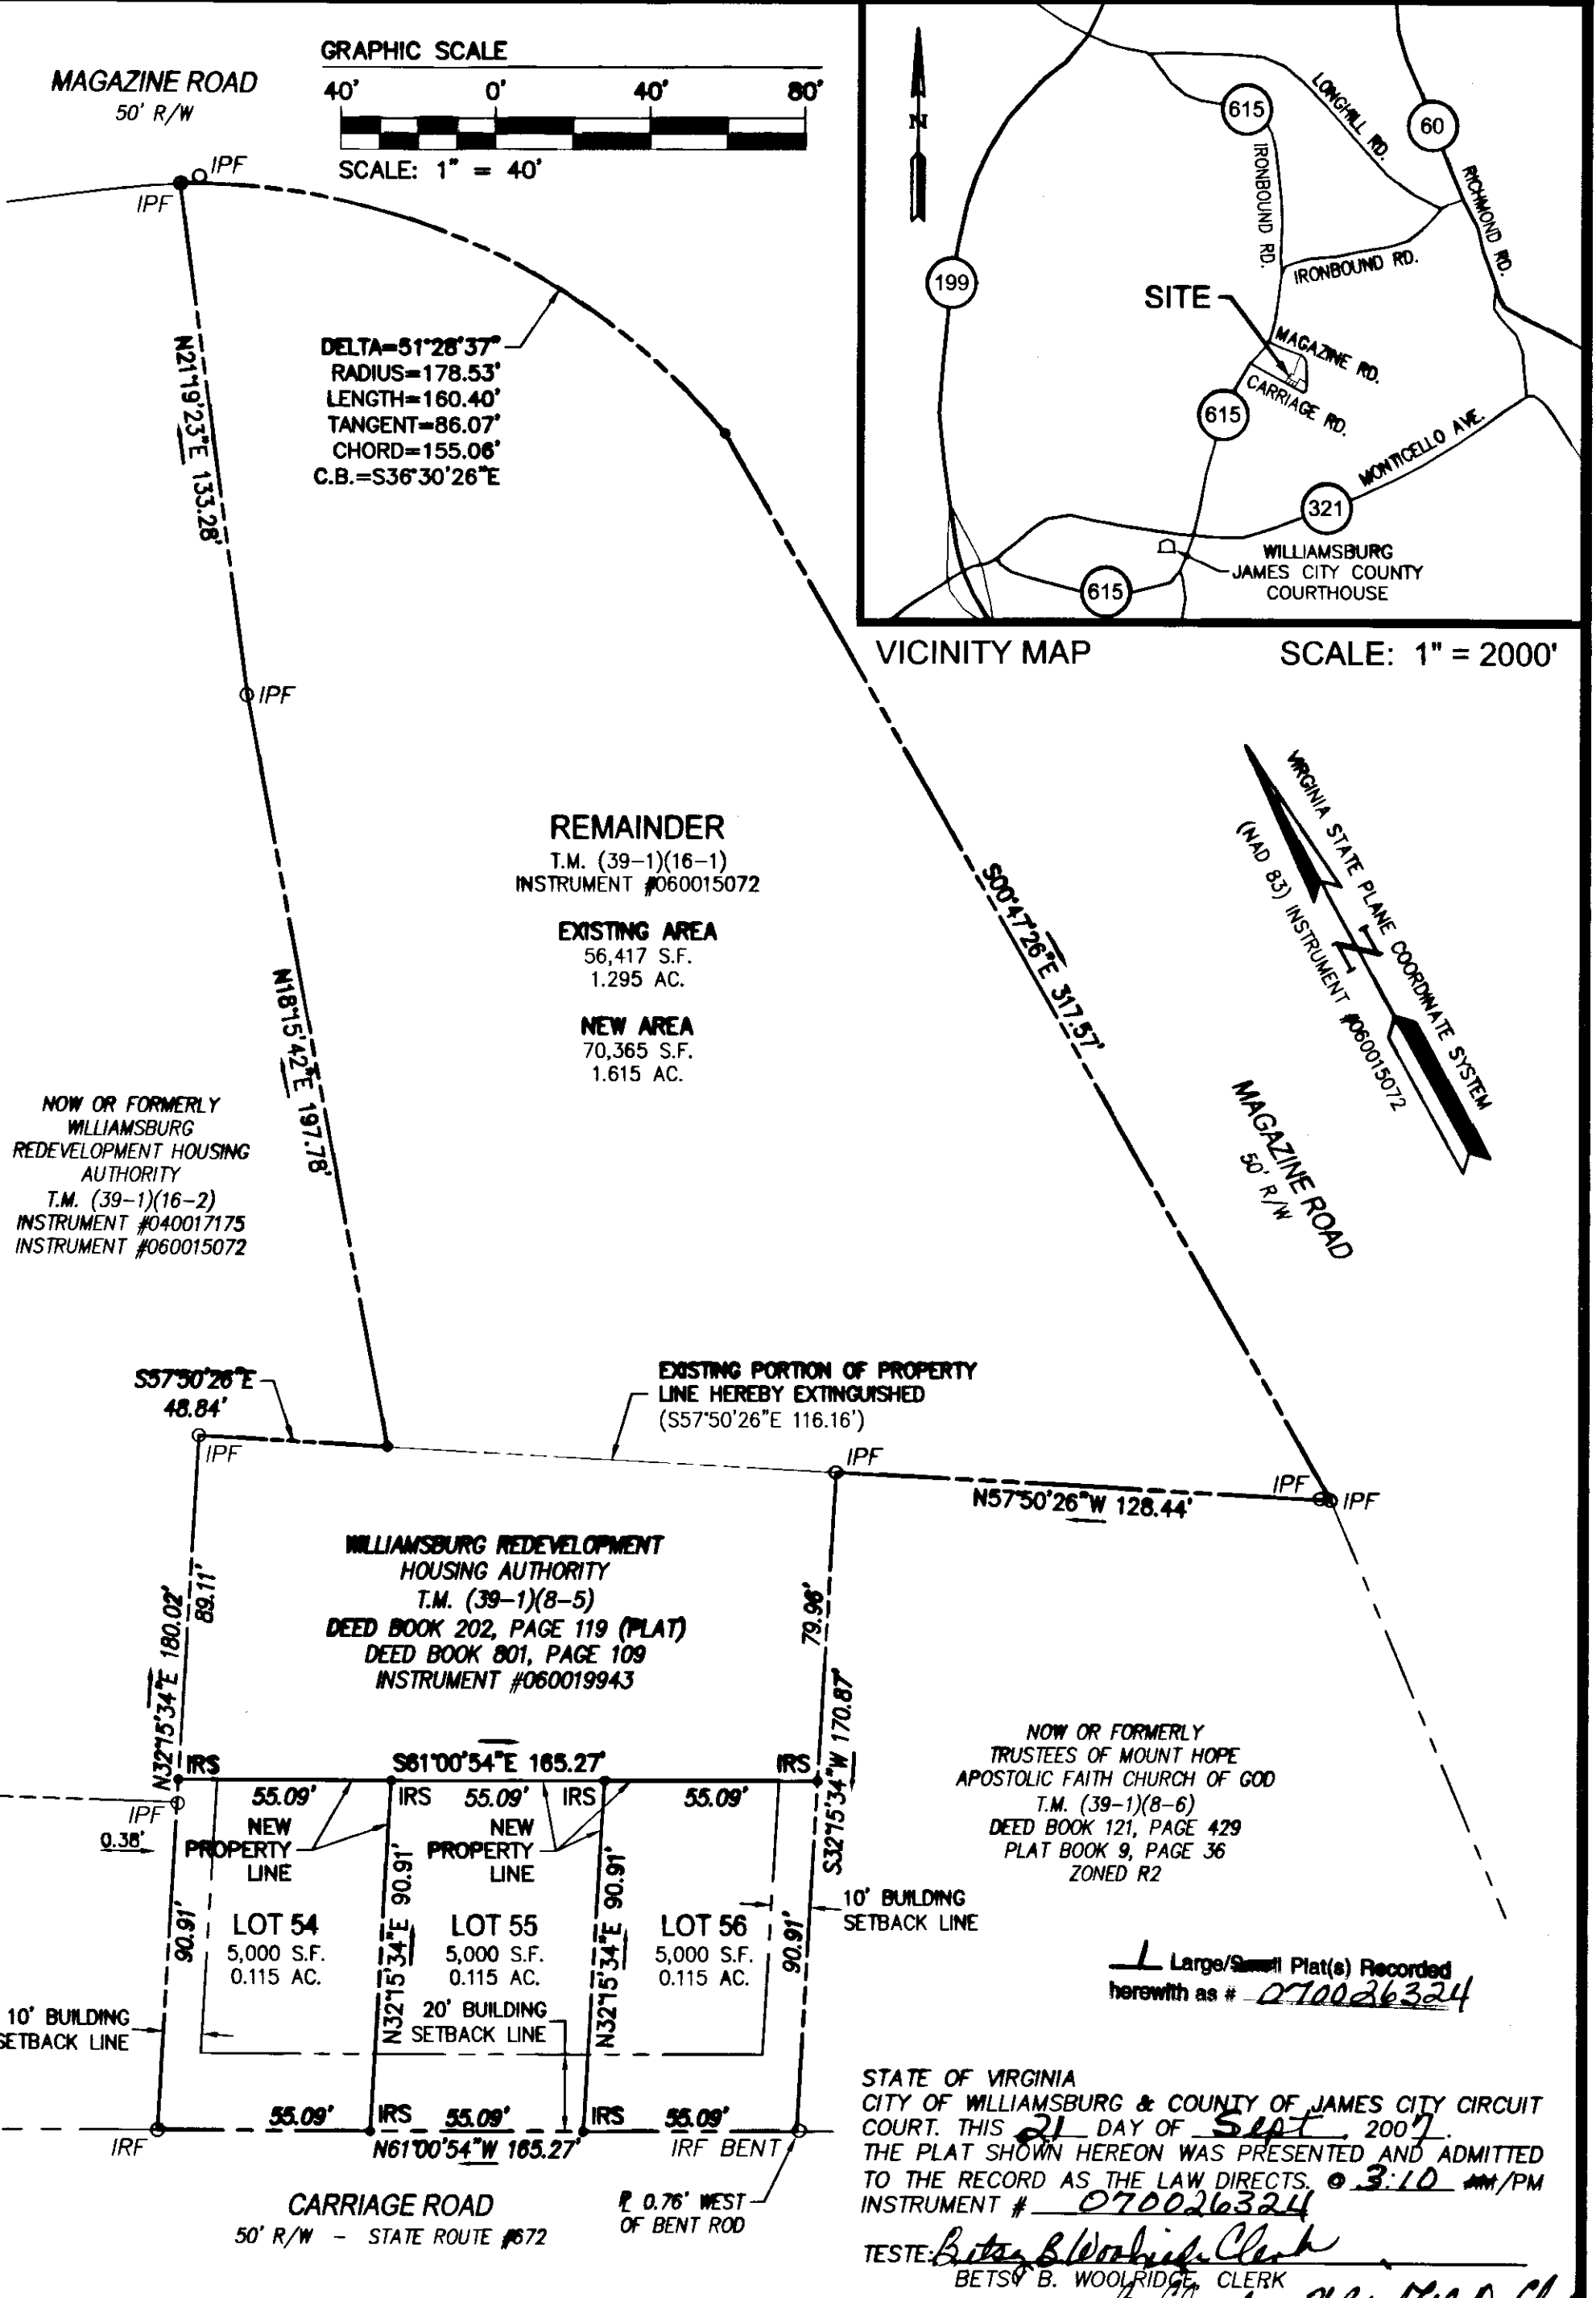 MAGAZINE ROAD
50' R/W
GRAPHIC SCALE
40' 0' 40' 80'
SCALE: 1" = 40'
IPF
IPF
N21°19'23"E 133.28'
DELTA=51°28'37"
RADIUS=178.53'
LENGTH=160.40'
TANGENT=86.07'
CHORD=155.06'
C.B.=S36°30'26"E
IPF
N
199
615
IRONBOUND RD.
LONGHILL RD.
60
RICHMOND RD.
IRONBOUND RD.
SITE
MAGAZINE RD.
CARRIAGE RD.
615
MONTICELLO AVE.
321
WILLIAMSBURG
JAMES CITY COUNTY
COURTHOUSE
615
VICINITY MAP SCALE: 1" = 2000'
VIRGINIA STATE PLANE COORDINATE SYSTEM
(NAD 83) INSTRUMENT #060015072
N
REMAINDER
T.M. (39-1)(16-1)
INSTRUMENT #060015072
EXISTING AREA
56,417 S.F.
1.295 AC.
NEW AREA
70,365 S.F.
1.615 AC.
S00°47'26"E 317.57'
MAGAZINE ROAD
50' R/W
N18°15'42"E 197.78'
NOW OR FORMERLY
WILLIAMSBURG
REDEVELOPMENT HOUSING
AUTHORITY
T.M. (39-1)(16-2)
INSTRUMENT #040017175
INSTRUMENT #060015072
S57°50'26"E
48.84'
IPF
EXISTING PORTION OF PROPERTY
LINE HEREBY EXTINGUISHED
(S57°50'26"E 116.16')
IPF
N57°50'26"W 128.44'
IPF
IPF
WILLIAMSBURG REDEVELOPMENT
HOUSING AUTHORITY
T.M. (39-1)(8-5)
DEED BOOK 202, PAGE 119 (PLAT)
DEED BOOK 801, PAGE 109
INSTRUMENT #060019943
N32°15'34"E 180.02'
89.11'
79.96'
S32°15'34"W 170.87'
IRS
S61°00'54"E 165.27'
IRS
55.09'
IRS
55.09'
IRS
55.09'
IPF
0.38'
NEW
PROPERTY
LINE
NEW
PROPERTY
LINE
NOW OR FORMERLY
TRUSTEES OF MOUNT HOPE
APOSTOLIC FAITH CHURCH OF GOD
T.M. (39-1)(8-6)
DEED BOOK 121, PAGE 429
PLAT BOOK 9, PAGE 36
ZONED R2
90.91'
LOT 54
5,000 S.F.
0.115 AC.
N32°15'34"E 90.91'
LOT 55
5,000 S.F.
0.115 AC.
N32°15'34"E 90.91'
LOT 56
5,000 S.F.
0.115 AC.
90.91'
10' BUILDING
SETBACK LINE
10' BUILDING
SETBACK LINE
20' BUILDING
SETBACK LINE
1 Large/Small Plat(s) Recorded
herewith as # 070026324
IRF
55.09'
IRS
55.09'
IRS
55.09'
N61°00'54"W 165.27'
IRF BENT
CARRIAGE ROAD
50' R/W - STATE ROUTE #672
℄ 0.76' WEST
OF BENT ROD
STATE OF VIRGINIA
CITY OF WILLIAMSBURG & COUNTY OF JAMES CITY CIRCUIT
COURT. THIS 21 DAY OF Sept, 2007.
THE PLAT SHOWN HEREON WAS PRESENTED AND ADMITTED
TO THE RECORD AS THE LAW DIRECTS. @ 3:10 AM/PM
INSTRUMENT # 070026324
TESTE: Betsy B Woolridge Clerk
BETSY B. WOOLRIDGE, CLERK